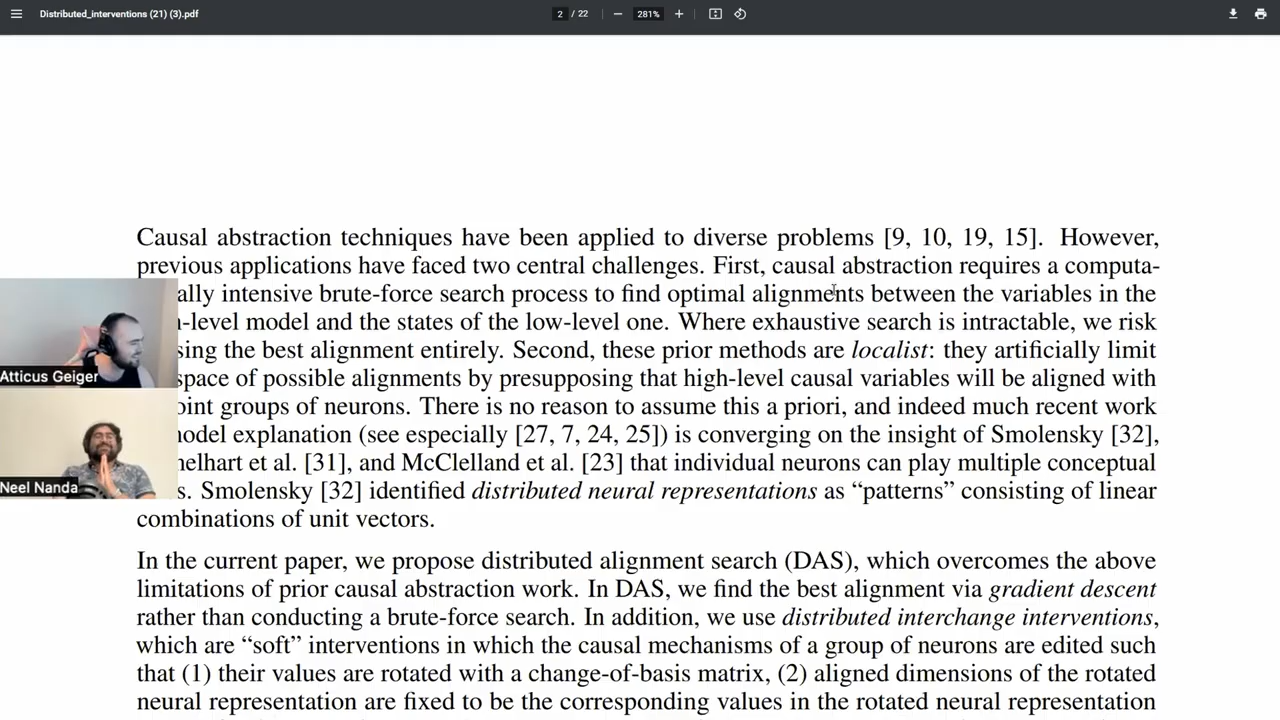 Distributed_interventions (21) (3).pdf
2 / 22
281%
Causal abstraction techniques have been applied to diverse problems [9, 10, 19, 15]. However,
previous applications have faced two central challenges. First, causal abstraction requires a computa-
ally intensive brute-force search process to find optimal alignments between the variables in the
-level model and the states of the low-level one. Where exhaustive search is intractable, we risk
sing the best alignment entirely. Second, these prior methods are localist: they artificially limit
space of possible alignments by presupposing that high-level causal variables will be aligned with
oint groups of neurons. There is no reason to assume this a priori, and indeed much recent work
odel explanation (see especially [27, 7, 24, 25]) is converging on the insight of Smolensky [32],
melhart et al. [31], and McClelland et al. [23] that individual neurons can play multiple conceptual
s. Smolensky [32] identified distributed neural representations as “patterns” consisting of linear
combinations of unit vectors.
In the current paper, we propose distributed alignment search (DAS), which overcomes the above
limitations of prior causal abstraction work. In DAS, we find the best alignment via gradient descent
rather than conducting a brute-force search. In addition, we use distributed interchange interventions,
which are “soft” interventions in which the causal mechanisms of a group of neurons are edited such
that (1) their values are rotated with a change-of-basis matrix, (2) aligned dimensions of the rotated
neural representation are fixed to be the corresponding values in the rotated neural representation
Atticus Geiger
Neel Nanda